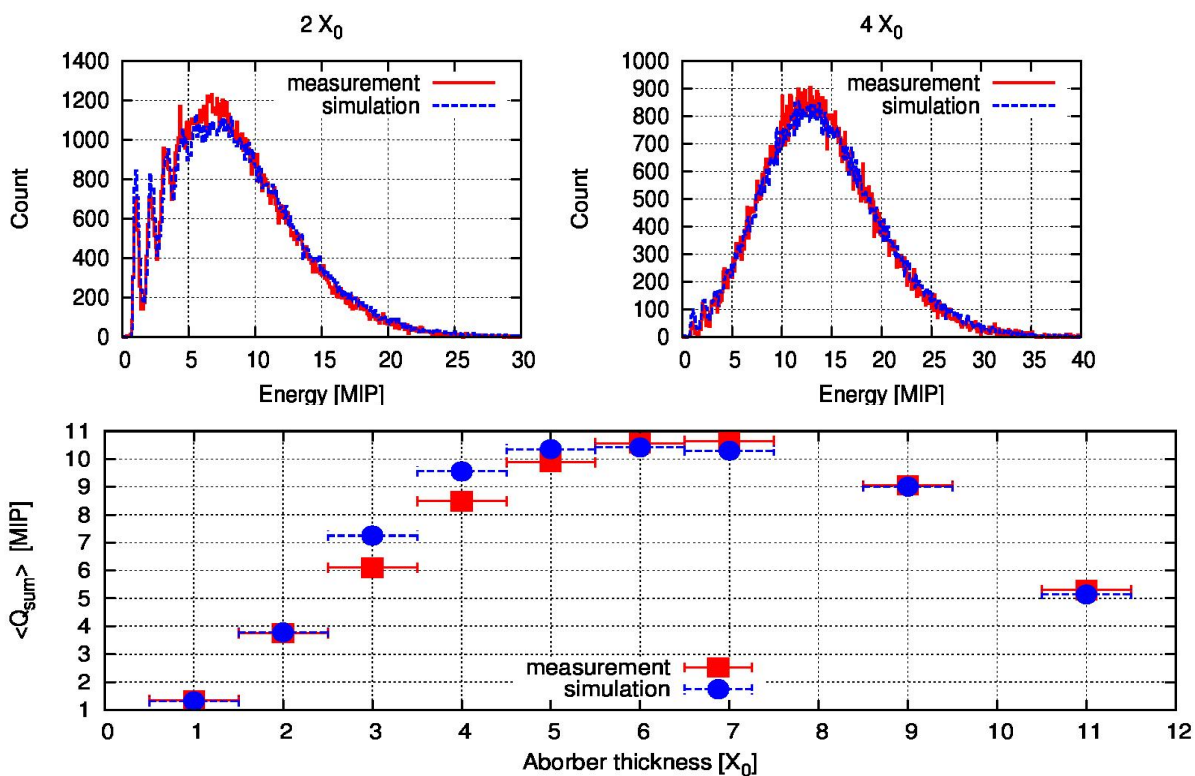 2 X0
1400
1200
1000
800
600
400
200
0
Count
measurement
simulation
0 5 10 15 20 25 30
Energy [MIP]
4 X0
1000
900
800
700
600
500
400
300
200
100
0
Count
measurement
simulation
0 5 10 15 20 25 30 35 40
Energy [MIP]
11
10
9
8
7
6
5
4
3
2
1
<Qsum> [MIP]
measurement
simulation
0 1 2 3 4 5 6 7 8 9 10 11 12
Aborber thickness [X0]